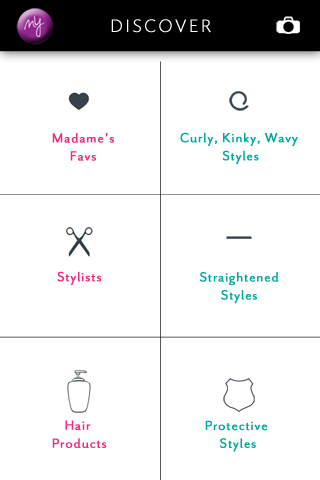 my
DISCOVER
Madame's
Favs
Curly, Kinky, Wavy
Styles
Stylists
Straightened
Styles
Hair
Products
Protective
Styles